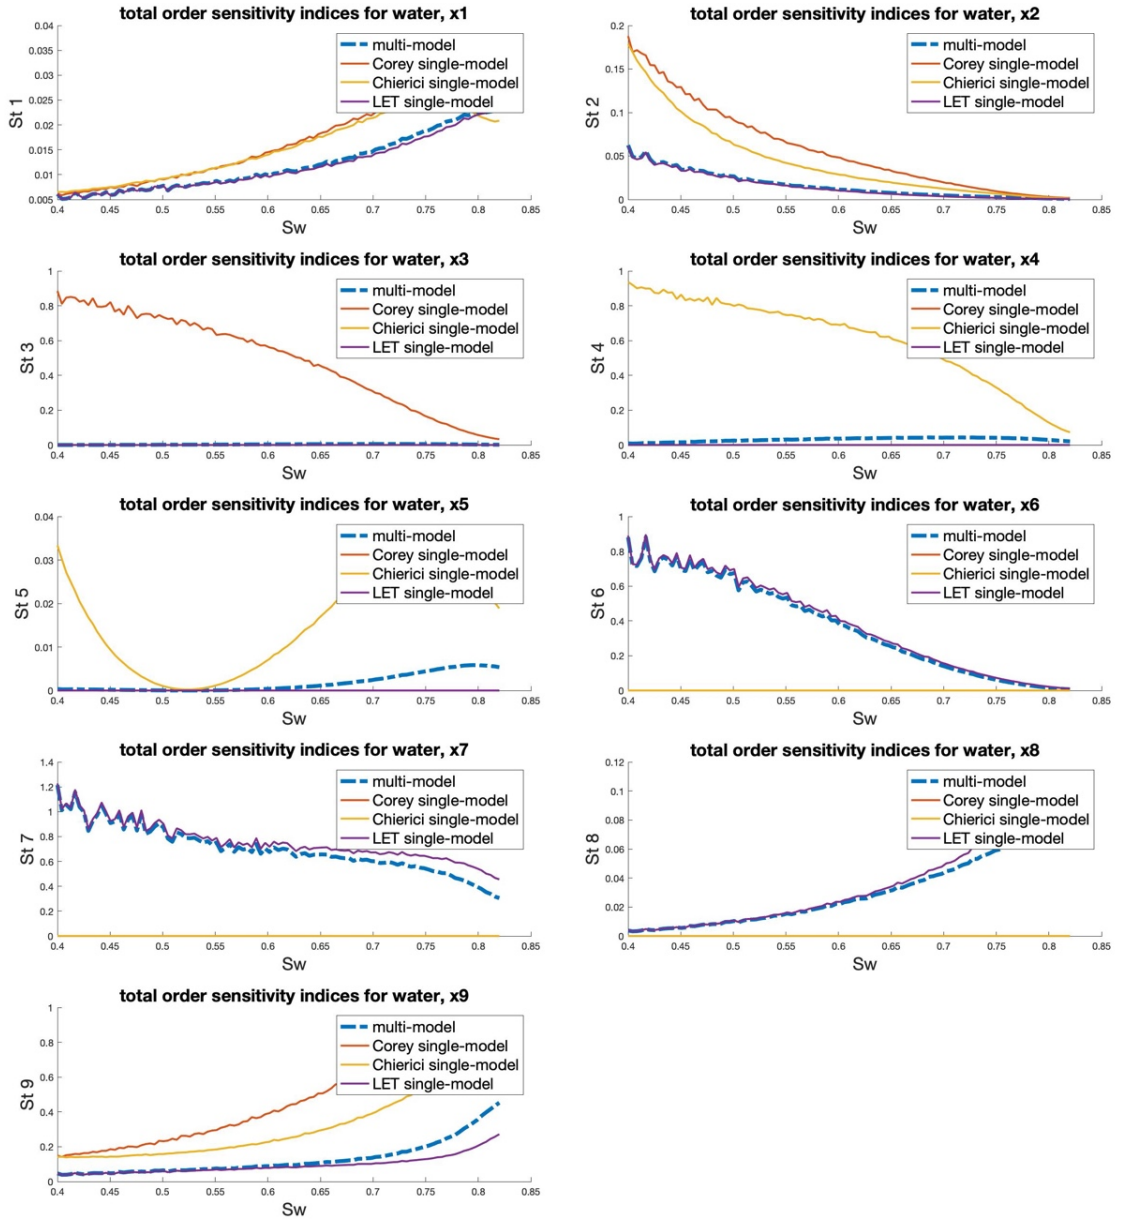 total order sensitivity indices for water, x1
0.04
0.035
0.03
0.025
0.02
0.015
0.01
0.005
St 1
multi-model
Corey single-model
Chierici single-model
LET single-model
0.4 0.45 0.5 0.55 0.6 0.65 0.7 0.75 0.8 0.85
Sw
total order sensitivity indices for water, x2
0.2
0.15
0.1
0.05
0
St 2
multi-model
Corey single-model
Chierici single-model
LET single-model
0.4 0.45 0.5 0.55 0.6 0.65 0.7 0.75 0.8 0.85
Sw
total order sensitivity indices for water, x3
1
0.8
0.6
0.4
0.2
0
St 3
multi-model
Corey single-model
Chierici single-model
LET single-model
0.4 0.45 0.5 0.55 0.6 0.65 0.7 0.75 0.8 0.85
Sw
total order sensitivity indices for water, x4
1
0.8
0.6
0.4
0.2
0
St 4
multi-model
Corey single-model
Chierici single-model
LET single-model
0.4 0.45 0.5 0.55 0.6 0.65 0.7 0.75 0.8 0.85
Sw
total order sensitivity indices for water, x5
0.04
0.03
0.02
0.01
0
St 5
multi-model
Corey single-model
Chierici single-model
LET single-model
0.4 0.45 0.5 0.55 0.6 0.65 0.7 0.75 0.8 0.85
Sw
total order sensitivity indices for water, x6
1
0.8
0.6
0.4
0.2
0
St 6
multi-model
Corey single-model
Chierici single-model
LET single-model
0.4 0.45 0.5 0.55 0.6 0.65 0.7 0.75 0.8 0.85
Sw
total order sensitivity indices for water, x7
1.4
1.2
1
0.8
0.6
0.4
0.2
0
St 7
multi-model
Corey single-model
Chierici single-model
LET single-model
0.4 0.45 0.5 0.55 0.6 0.65 0.7 0.75 0.8 0.85
Sw
total order sensitivity indices for water, x8
0.12
0.1
0.08
0.06
0.04
0.02
0
St 8
multi-model
Corey single-model
Chierici single-model
LET single-model
0.4 0.45 0.5 0.55 0.6 0.65 0.7 0.75 0.8 0.85
Sw
total order sensitivity indices for water, x9
1
0.8
0.6
0.4
0.2
0
St 9
multi-model
Corey single-model
Chierici single-model
LET single-model
0.4 0.45 0.5 0.55 0.6 0.65 0.7 0.75 0.8 0.85
Sw